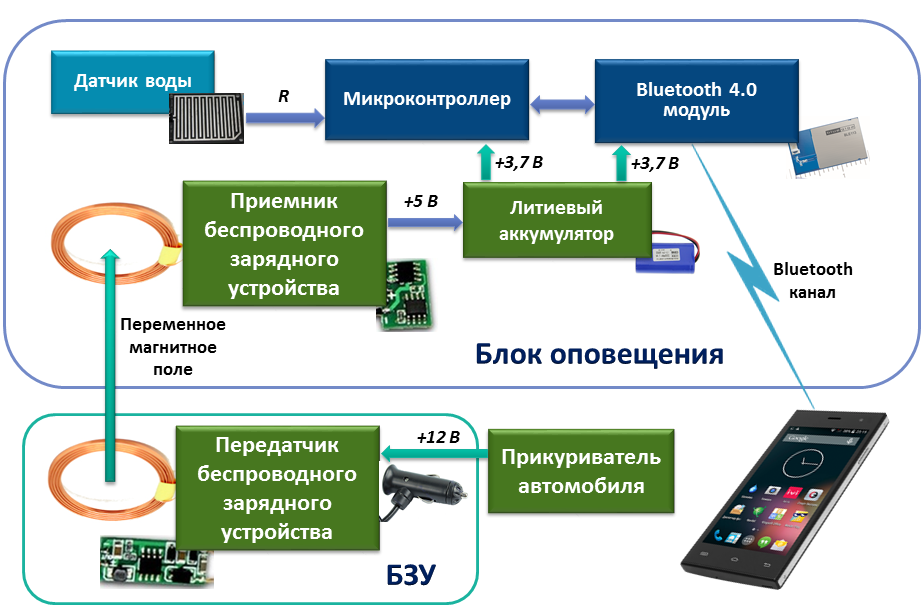 Датчик воды
R
Микроконтроллер
Bluetooth 4.0
модуль
+3,7 В
+3,7 В
Приемник
беспроводного
зарядного
устройства
+5 В
Литиевый
аккумулятор
Bluetooth
канал
Переменное
магнитное
поле
Блок оповещения
Передатчик
беспроводного
зарядного
устройства
+12 В
Прикуриватель
автомобиля
БЗУ
Google